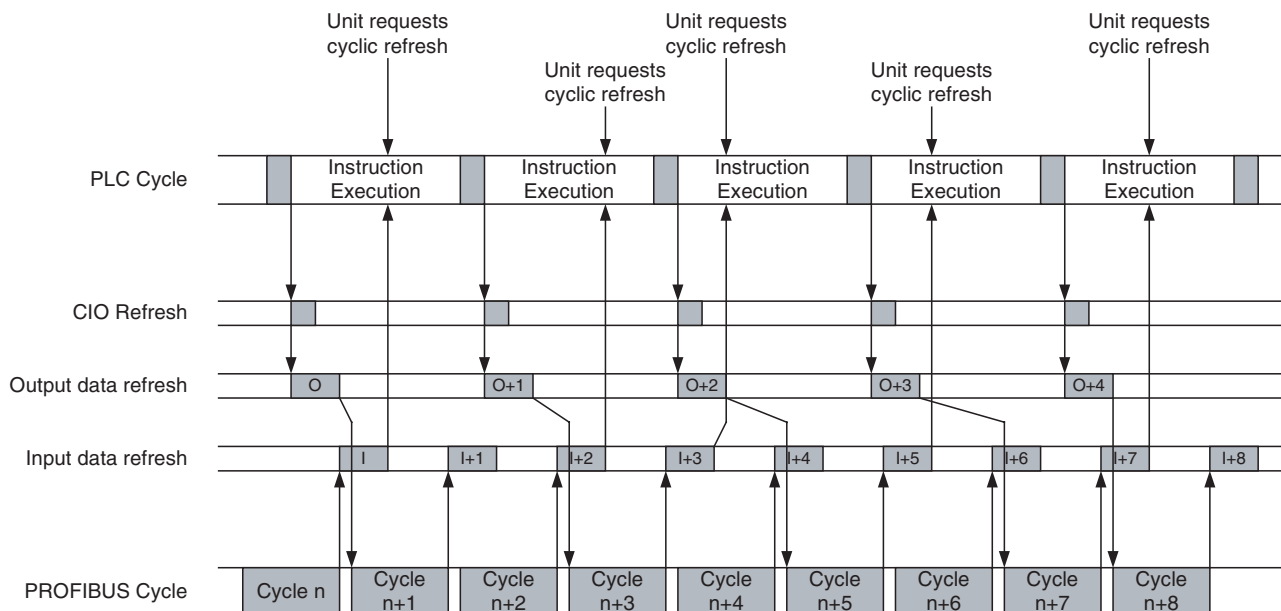 Unit requests
cyclic refresh
Unit requests
cyclic refresh
Unit requests
cyclic refresh
Unit requests
cyclic refresh
Unit requests
cyclic refresh
PLC Cycle
Instruction
Execution
Instruction
Execution
Instruction
Execution
Instruction
Execution
Instruction
Execution
CIO Refresh
Output data refresh
O
O+1
O+2
O+3
O+4
Input data refresh
I
I+1
I+2
I+3
I+4
I+5
I+6
I+7
I+8
PROFIBUS Cycle
Cycle n
Cycle
n+1
Cycle
n+2
Cycle
n+3
Cycle
n+4
Cycle
n+5
Cycle
n+6
Cycle
n+7
Cycle
n+8